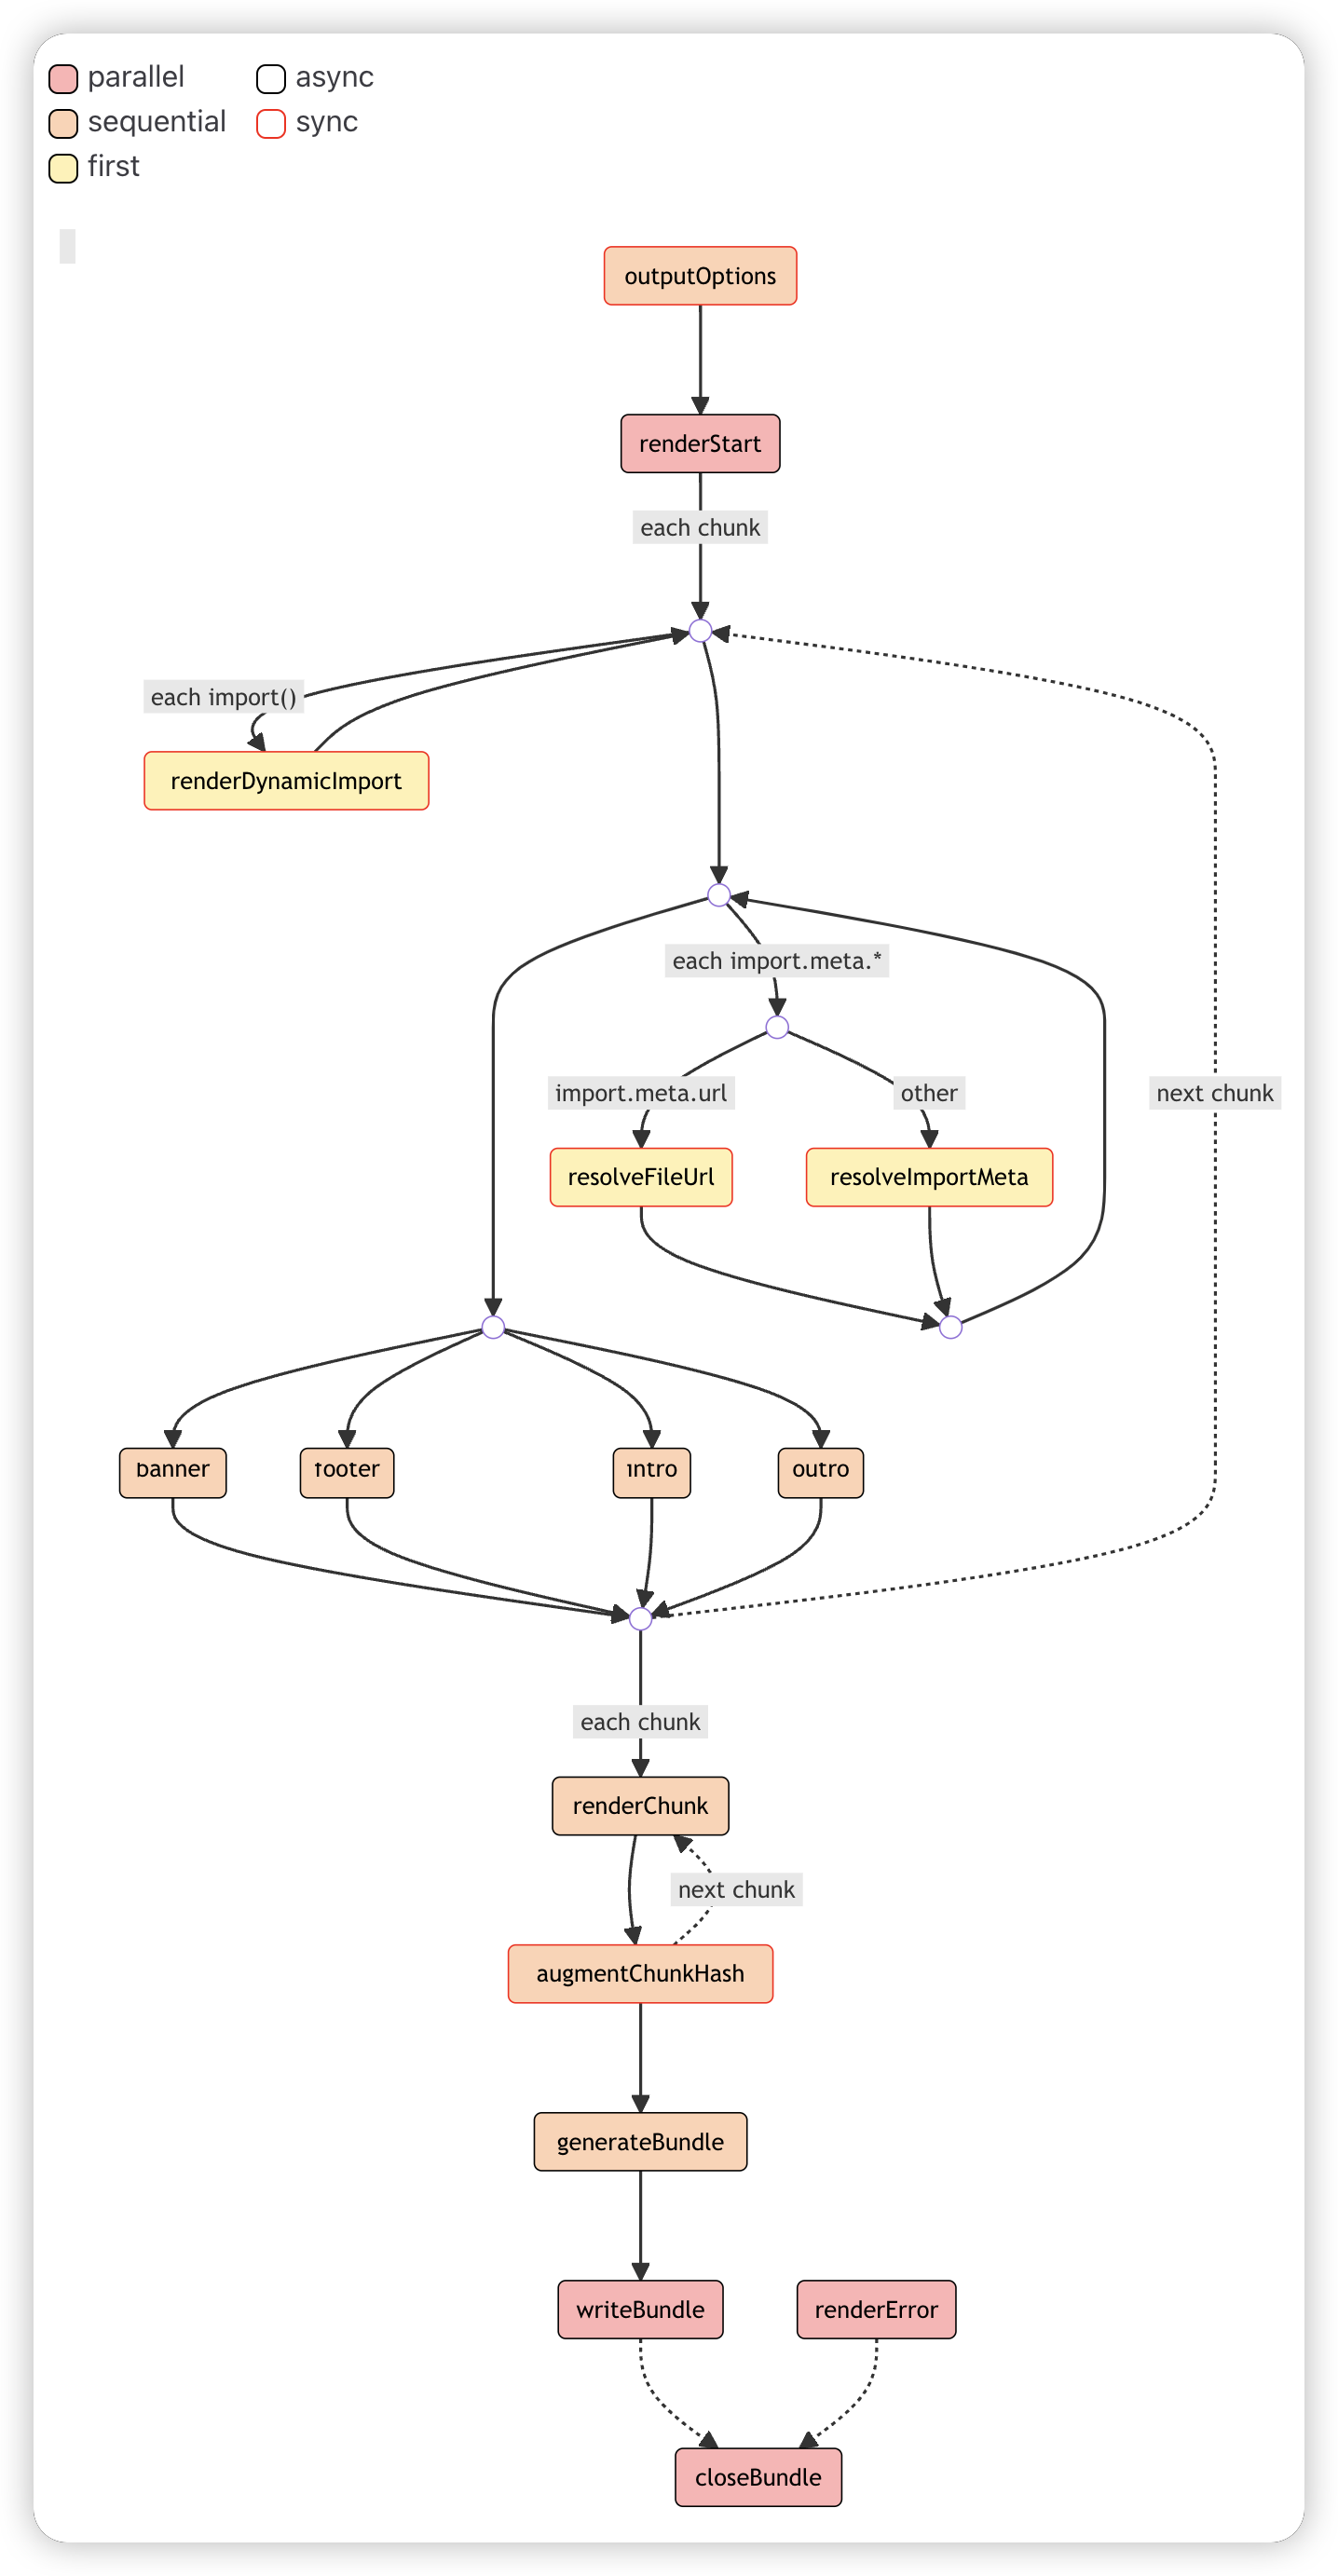 parallel
async
sequential
sync
first
outputOptions
renderStart
each chunk
each import()
renderDynamicImport
each import.meta.*
import.meta.url
other
next chunk
resolveFileUrl
resolveImportMeta
banner
footer
intro
outro
each chunk
renderChunk
next chunk
augmentChunkHash
generateBundle
writeBundle
renderError
closeBundle